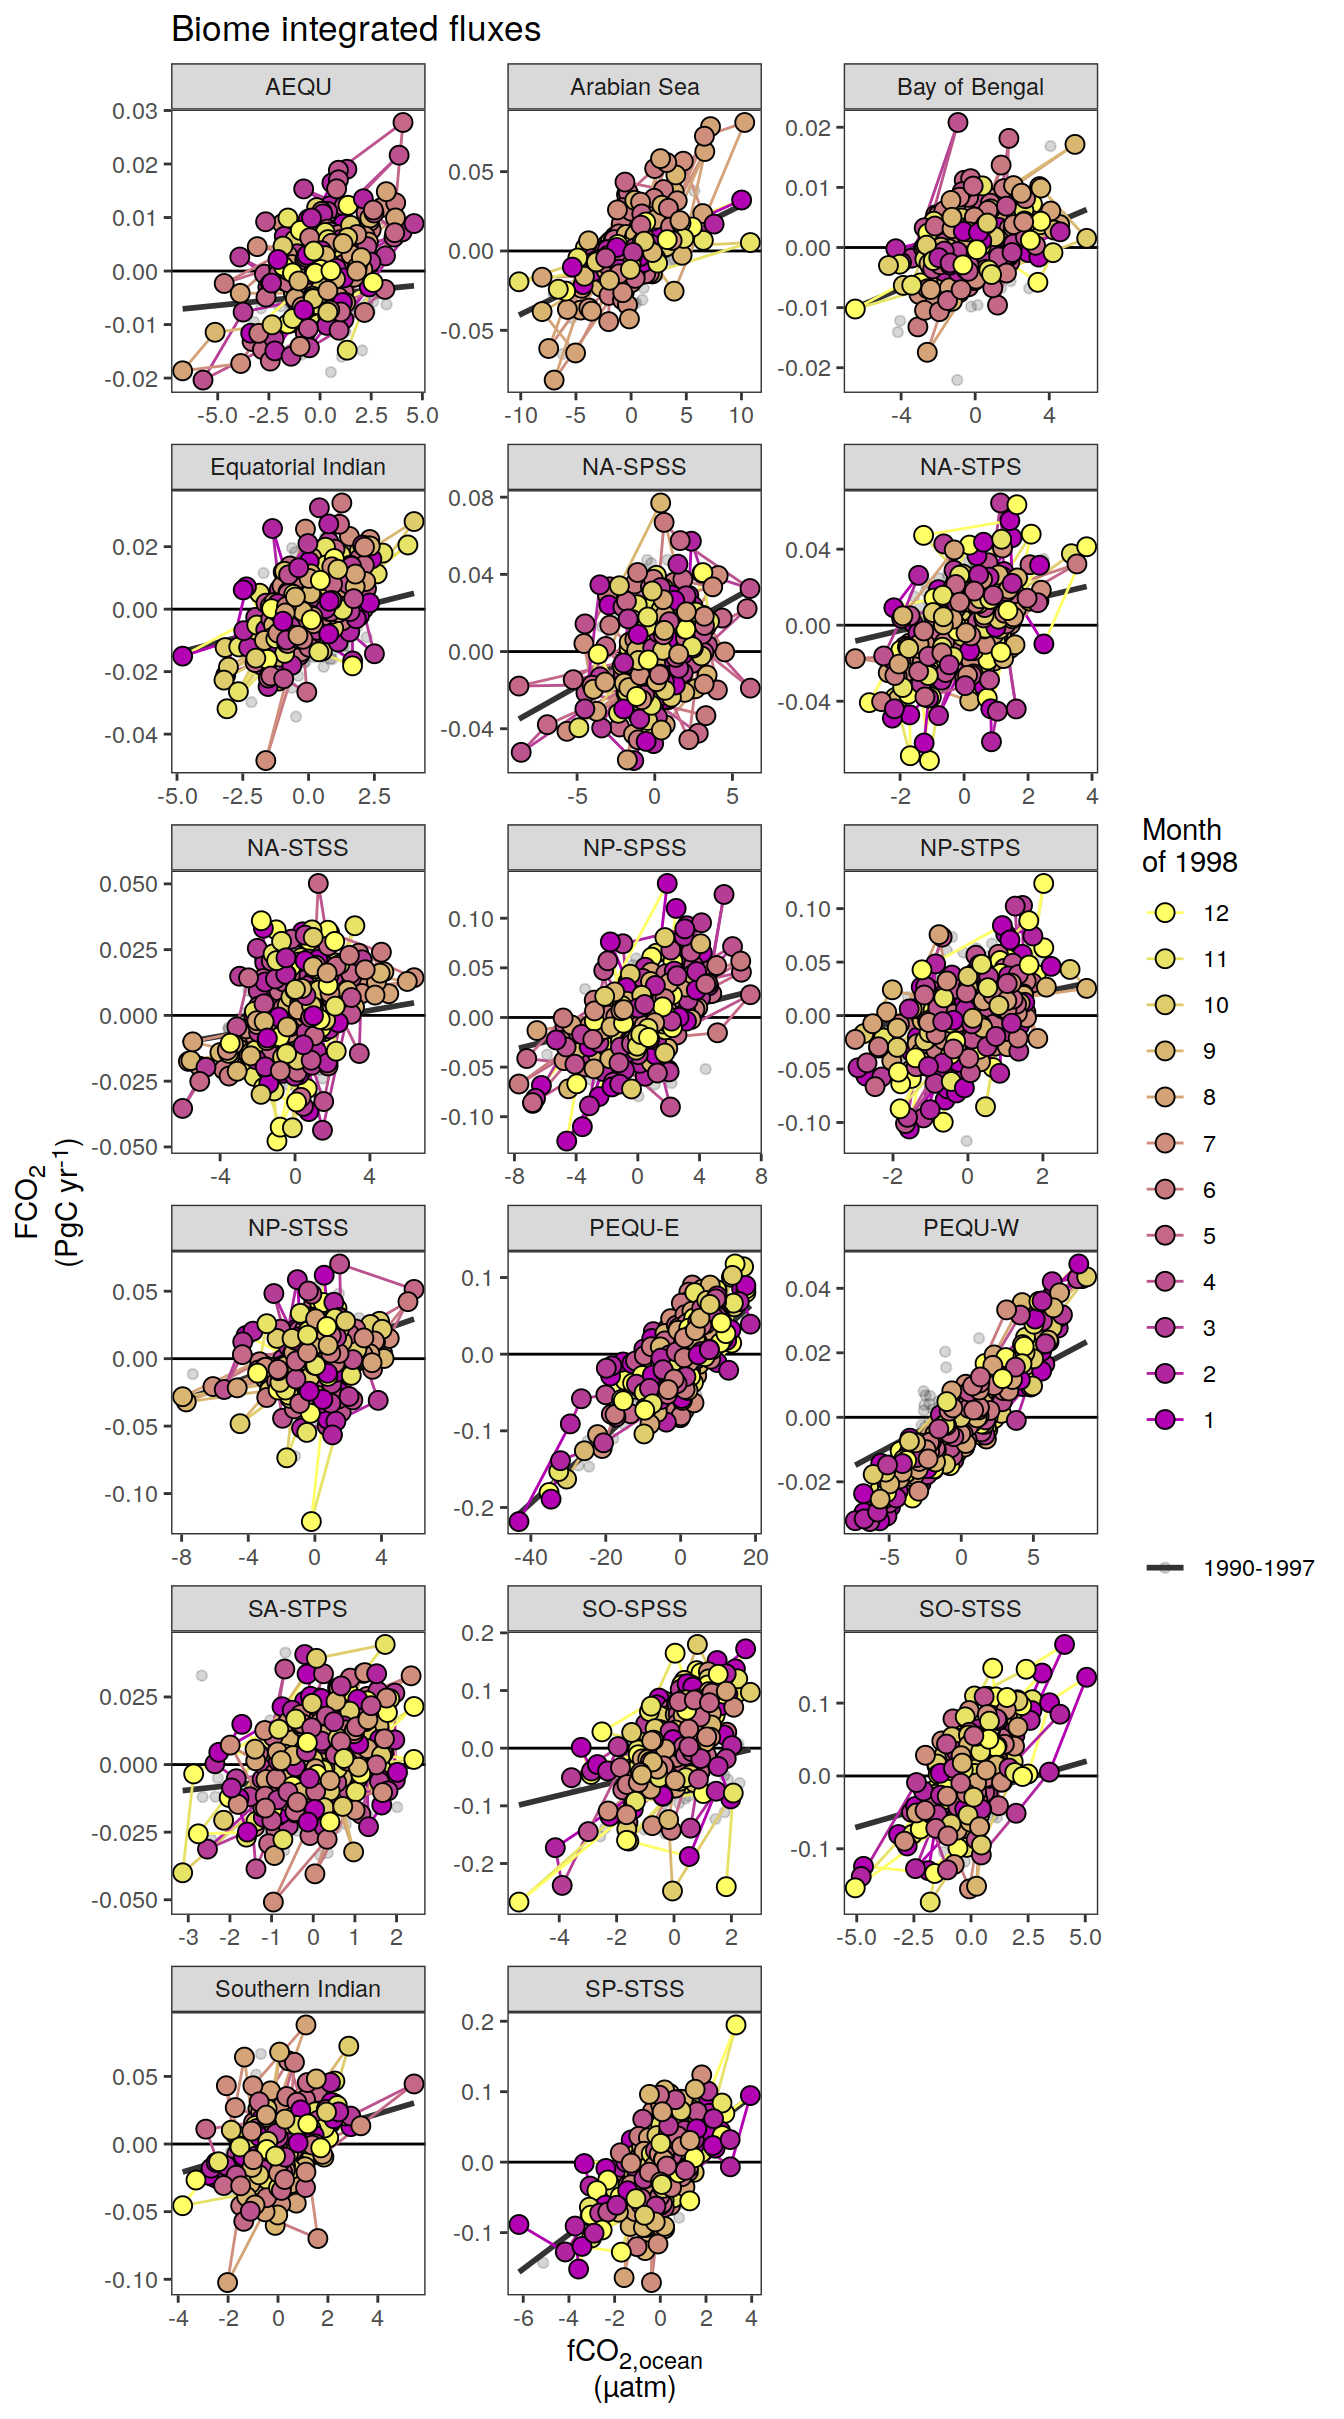 Biome integrated fluxes
AEQU
Arabian Sea
Bay of Bengal
0.03
0.02
0.01
0.00
-0.01
-0.02
0.05
0.00
-0.05
0.02
0.01
0.00
-0.01
-0.02
-5.0 -2.5 0.0 2.5 5.0
-10 -5 0 5 10
-4 0 4
Equatorial Indian
NA-SPSS
NA-STPS
0.02
0.00
-0.02
-0.04
0.08
0.04
0.00
-0.04
0.04
0.00
-0.04
-5.0 -2.5 0.0 2.5
-5 0 5
-2 0 2 4
NA-STSS
NP-SPSS
NP-STPS
0.050
0.025
0.000
-0.025
-0.050
0.10
0.05
0.00
-0.05
-0.10
0.10
0.05
0.00
-0.05
-0.10
-4 0 4
-8 -4 0 4 8
-2 0 2
NP-STSS
PEQU-E
PEQU-W
0.05
0.00
-0.05
-0.10
0.1
0.0
-0.1
-0.2
0.04
0.02
0.00
-0.02
-8 -4 0 4
-40 -20 0 20
-5 0 5
SA-STPS
SO-SPSS
SO-STSS
0.025
0.000
-0.025
-0.050
0.2
0.1
0.0
-0.1
-0.2
0.1
0.0
-0.1
-3 -2 -1 0 1 2
-4 -2 0 2
-5.0 -2.5 0.0 2.5 5.0
Southern Indian
SP-STSS
0.05
0.00
-0.05
-0.10
0.2
0.1
0.0
-0.1
-4 -2 0 2 4
-6 -4 -2 0 2 4
fCO2,ocean
(µatm)
FCO2
(PgC yr-1)
Month
of 1998
12
11
10
9
8
7
6
5
4
3
2
1
1990-1997